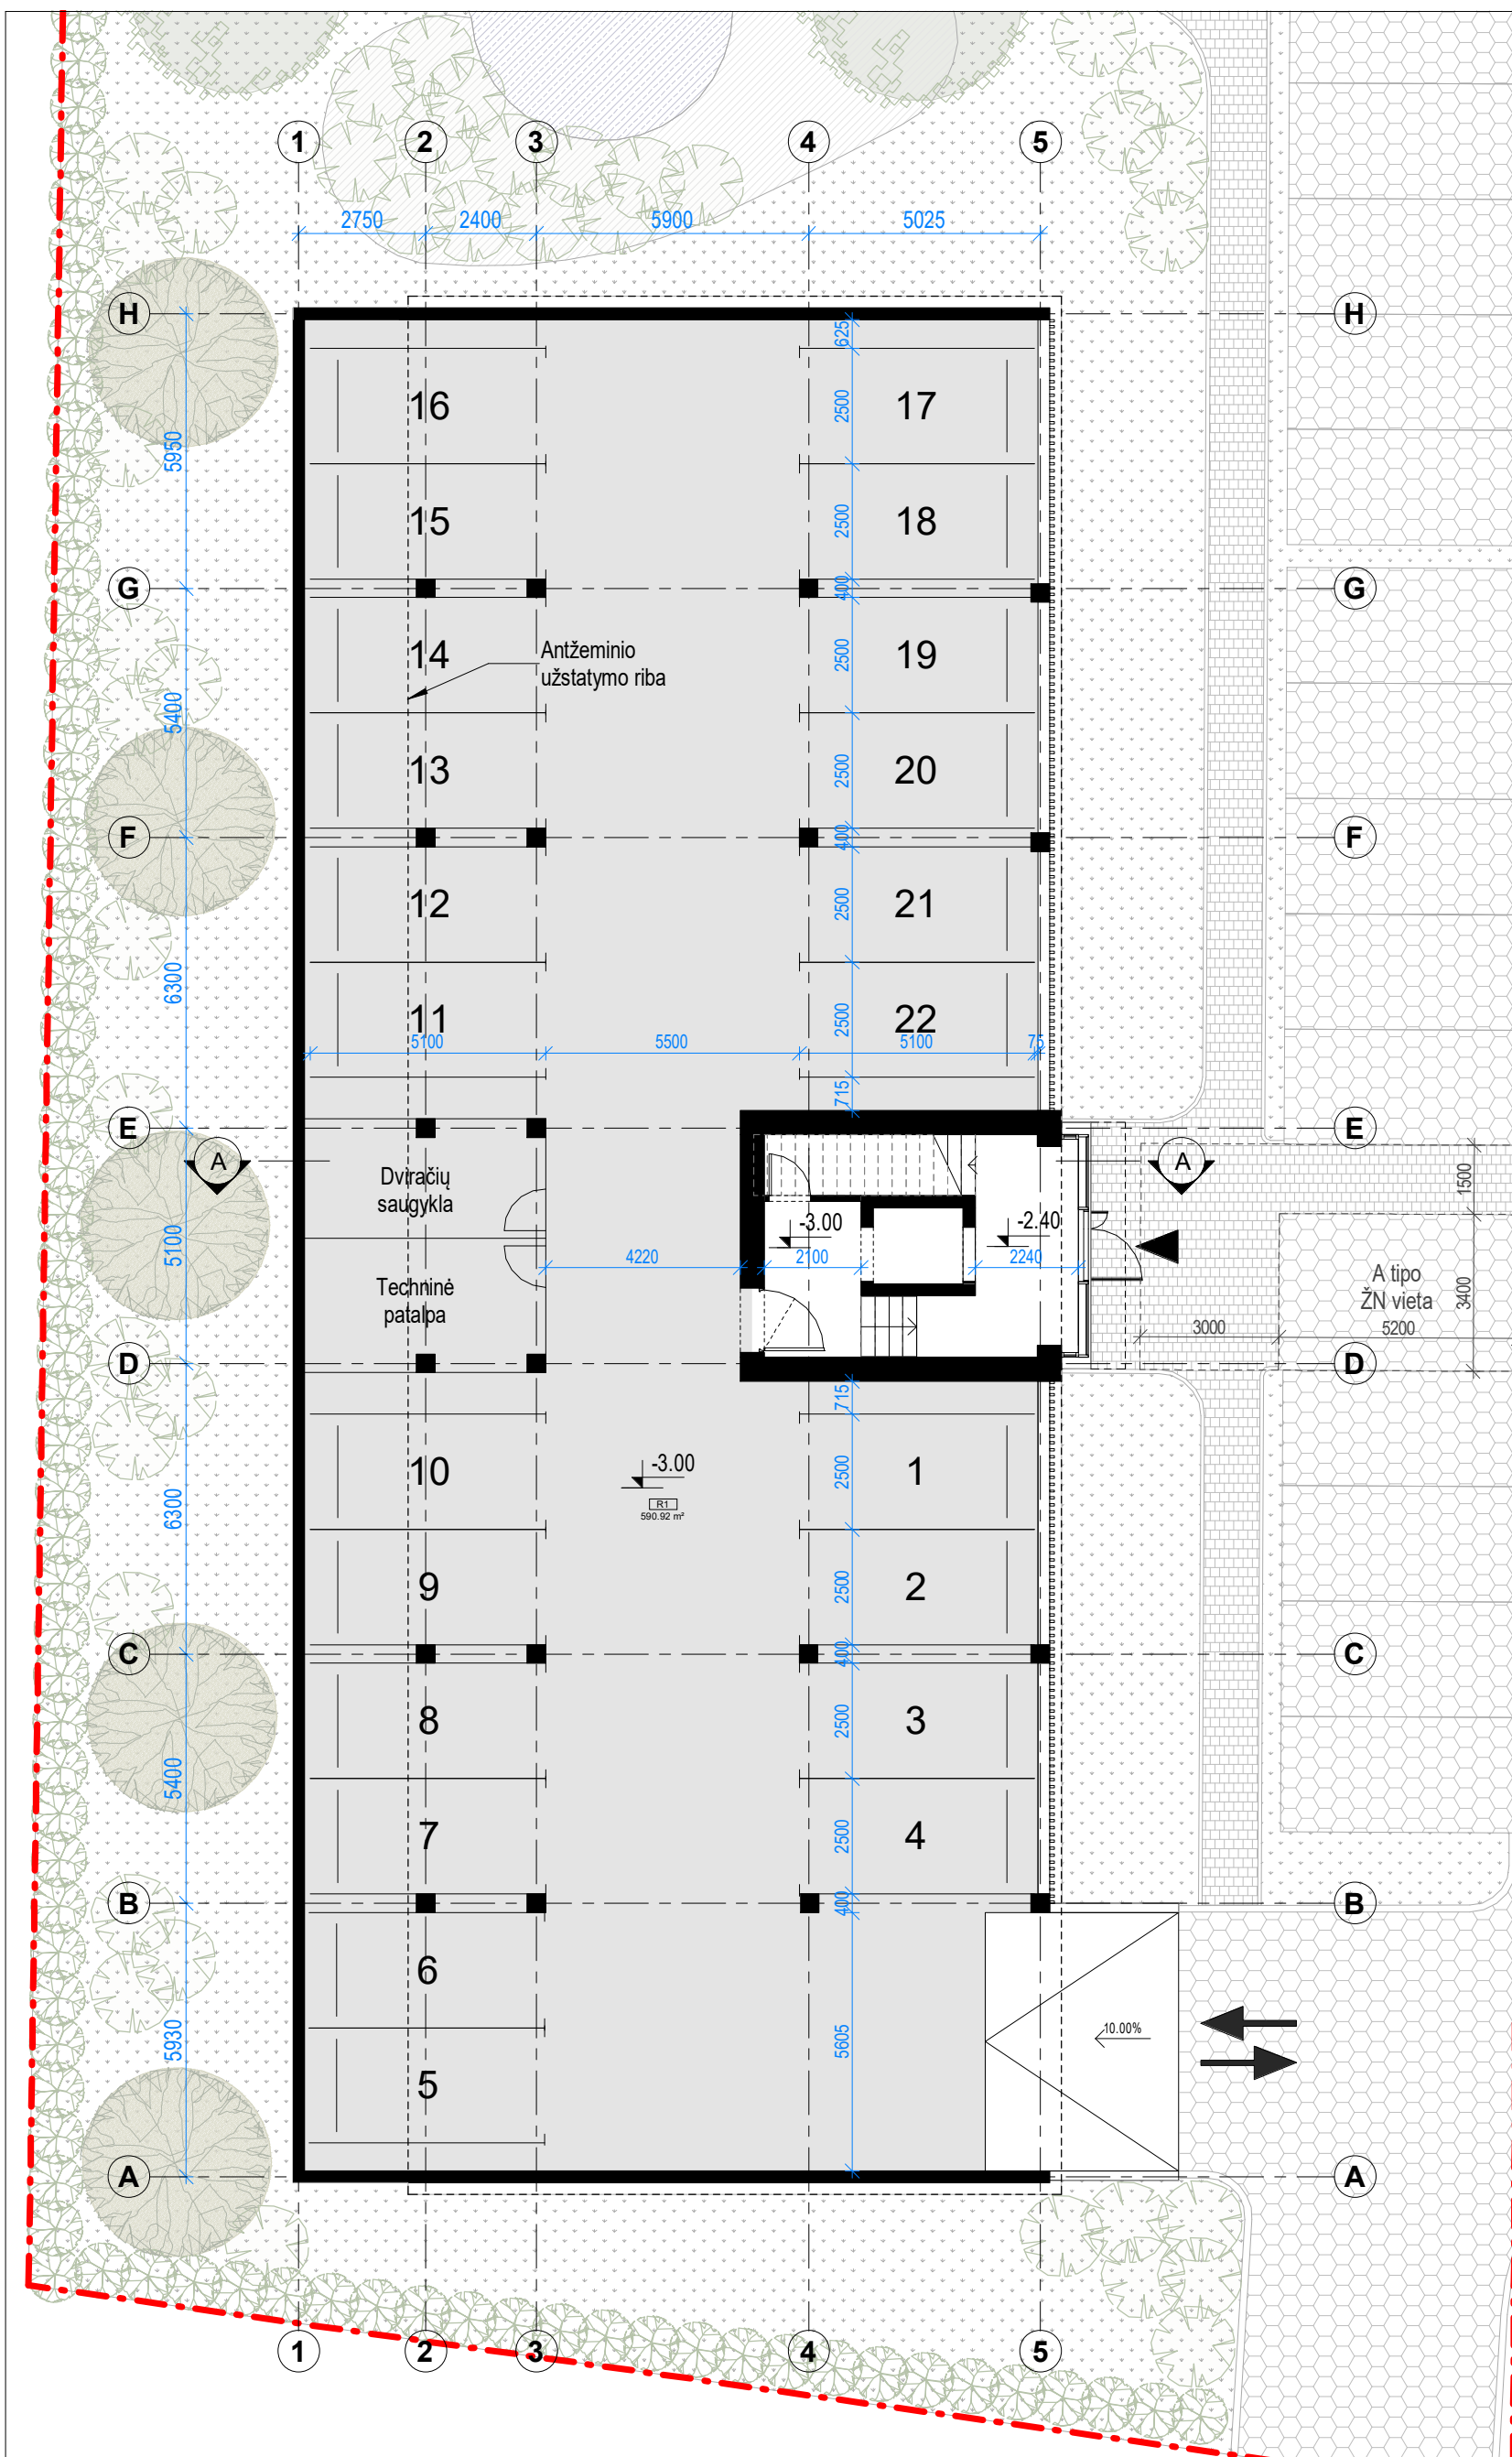 1 2 3 4 5
2750 2400 5900 5025
H H
625
16 17
2500
5950
15 18
2500
G G
400
14 19
2500
Antžeminio
užstatymo riba
5400
13 20
2500
F F
400
12 21
2500
6300
11 22
2500
5100 5500 5100 75
715
E E
A A
Dviračių
saugykla
1500
-3.00 -2.40
5100
4220 2100 2240
Techninė
patalpa
A tipo
ŽN vieta
3400
3000 5200
D D
715
10 1
2500
-3.00
R1
590.92 m²
6300
9 2
2500
C C
400
8 3
2500
5400
7 4
2500
B B
400
6
5930
5605
10.00%
5
A A
1 2 3 4 5